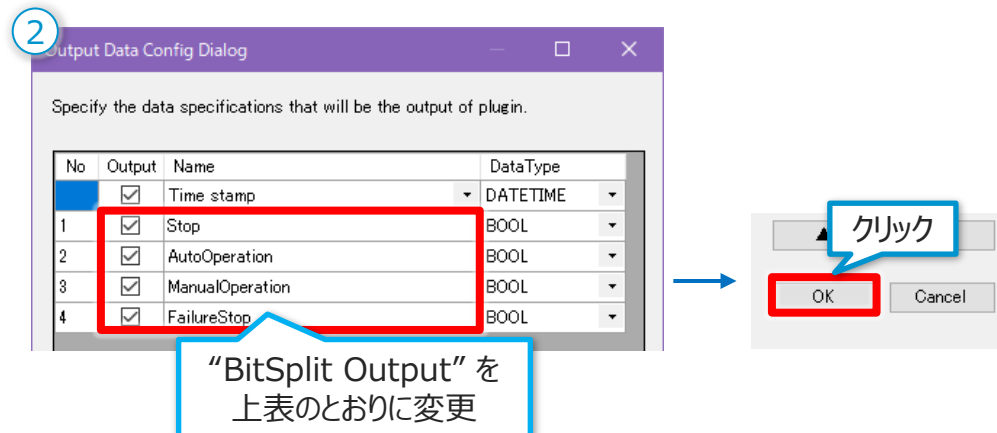 2
Output Data Config Dialog
Specify the data specifications that will be the output of plugin.
No Output Name DataType
Time stamp DATETIME
1 Stop BOOL
2 AutoOperation BOOL
3 ManualOperation BOOL
4 FailureStop BOOL
“BitSplit Output” を
上表のとおりに変更
▲
クリック
OK Cancel